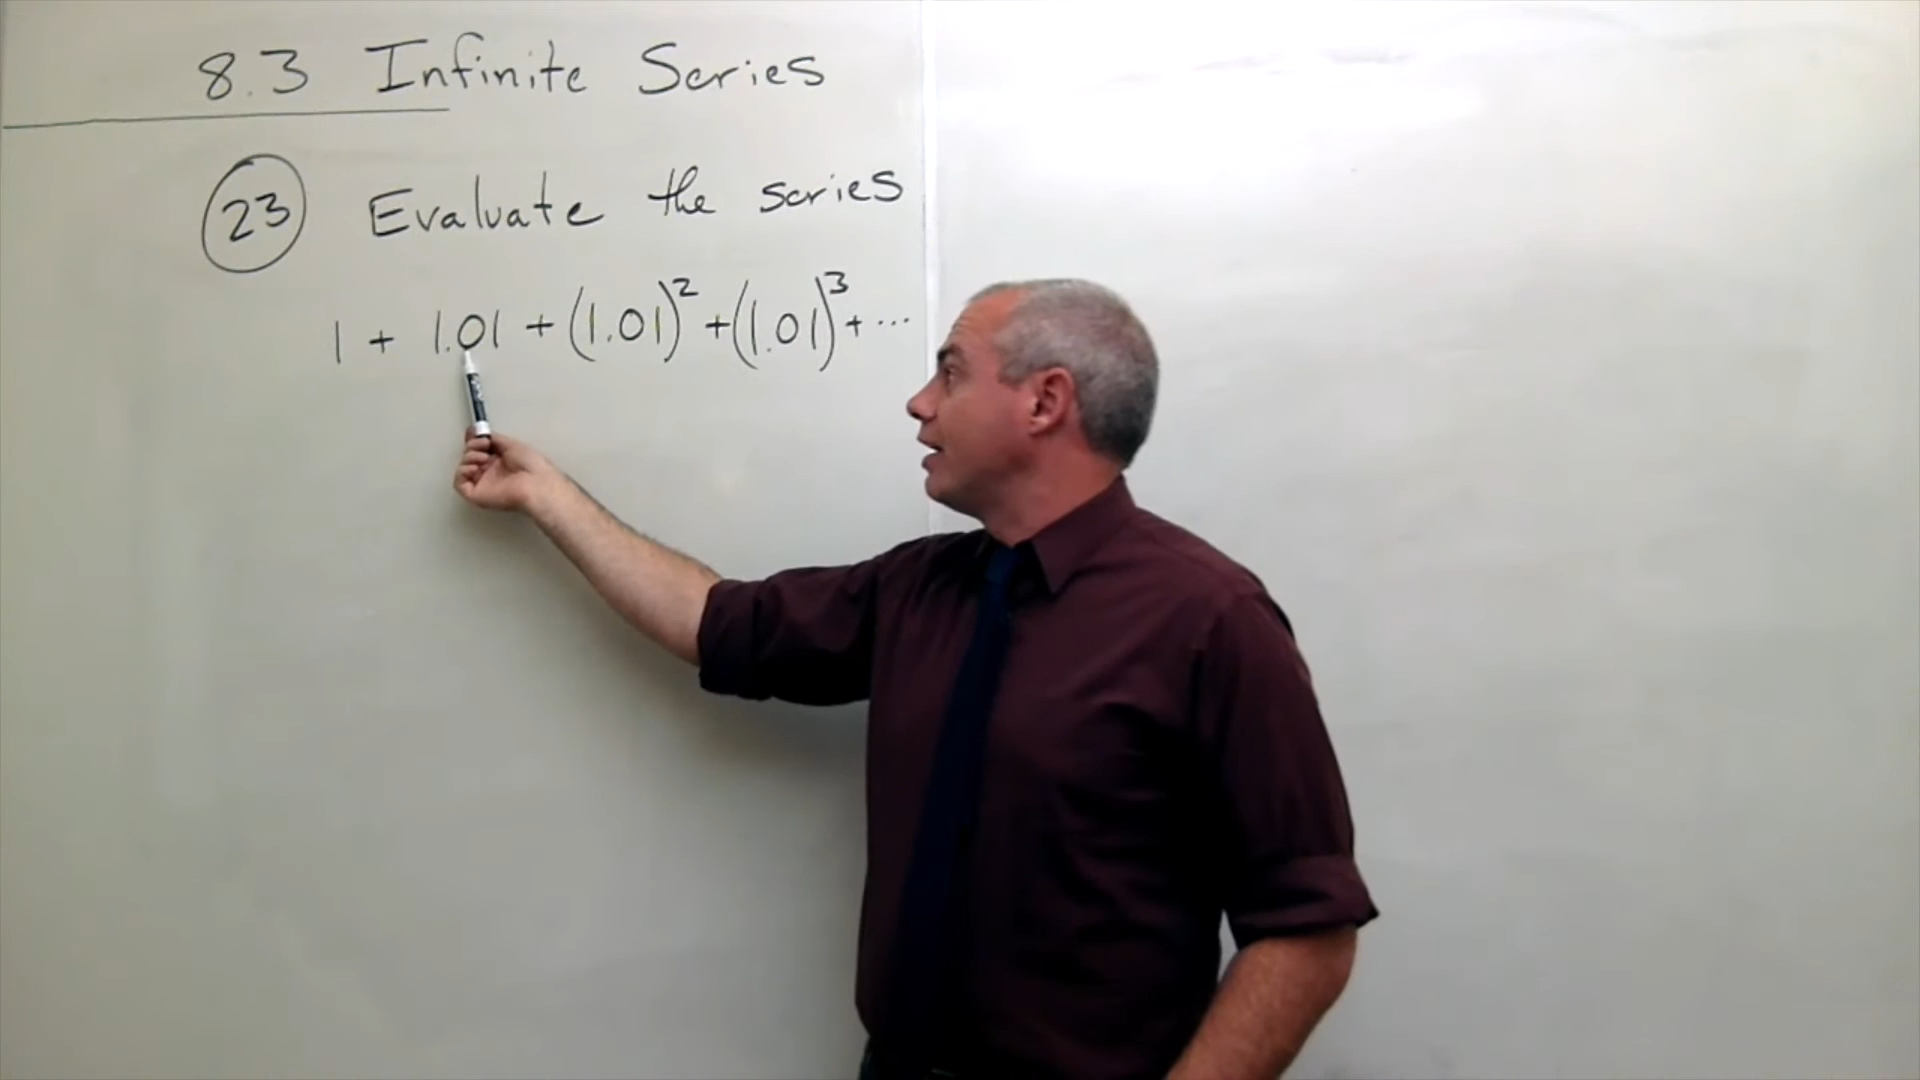 8.3 Infinite Series
23 Evaluate the series
1 + 1.01 + (1.01)² + (1.01)³ + ...